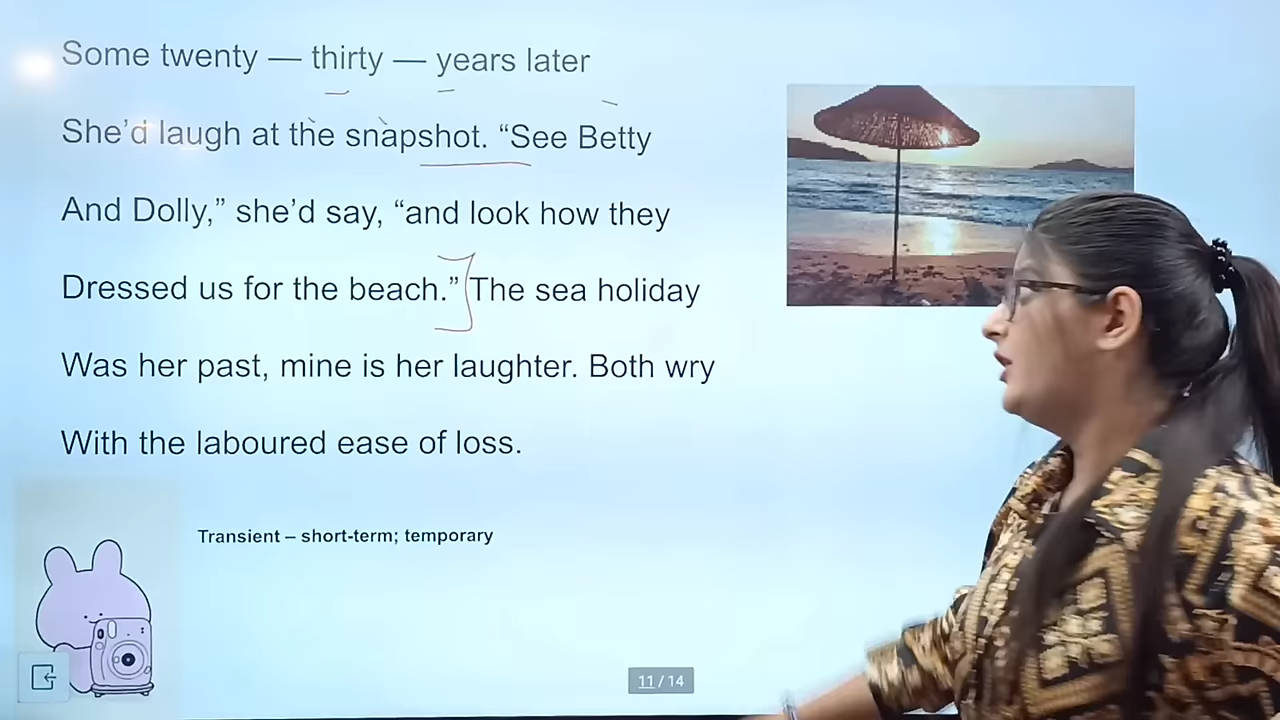 Some twenty — thirty — years later
She’d laugh at the snapshot. “See Betty
And Dolly,” she’d say, “and look how they
Dressed us for the beach.” The sea holiday
Was her past, mine is her laughter. Both wry
With the laboured ease of loss.
Transient – short-term; temporary
11 / 14